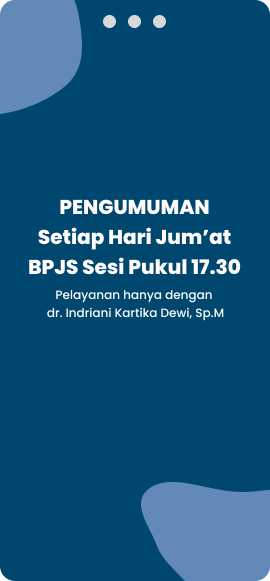 PENGUMUMAN
Setiap Hari Jum’at
BPJS Sesi Pukul 17.30
Pelayanan hanya dengan
dr. Indriani Kartika Dewi, Sp.M